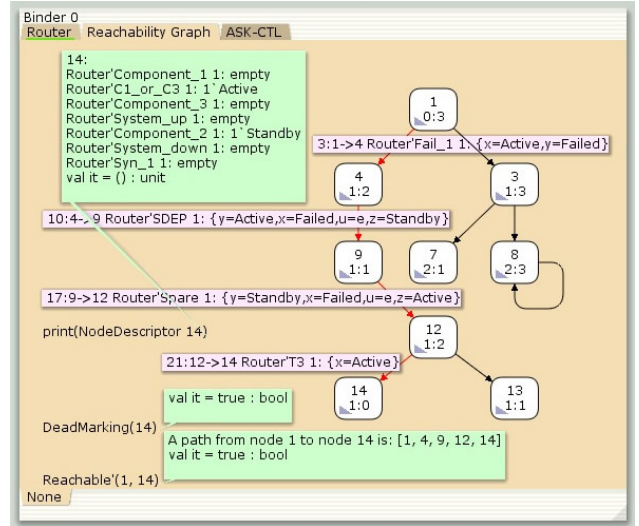 Binder 0
Router Reachability Graph ASK-CTL
14:
Router'Component_1 1: empty
Router'C1_or_C3 1: 1`Active
Router'Component_3 1: empty
Router'System_up 1: empty
Router'Component_2 1: 1`Standby
Router'System_down 1: empty
Router'Syn_1 1: empty
val it = () : unit
1
0:3
3:1->4 Router'Fail_1 1: {x=Active,y=Failed}
4
1:2
3
1:3
10:4->9 Router'SDEP 1: {y=Active,x=Failed,u=e,z=Standby}
9
1:1
7
2:1
8
2:3
17:9->12 Router'Spare 1: {y=Standby,x=Failed,u=e,z=Active}
12
1:2
print(NodeDescriptor 14)
21:12->14 Router'T3 1: {x=Active}
14
1:0
13
1:1
val it = true : bool
DeadMarking(14)
A path from node 1 to node 14 is: [1, 4, 9, 12, 14]
val it = true : bool
Reachable'(1, 14)
None